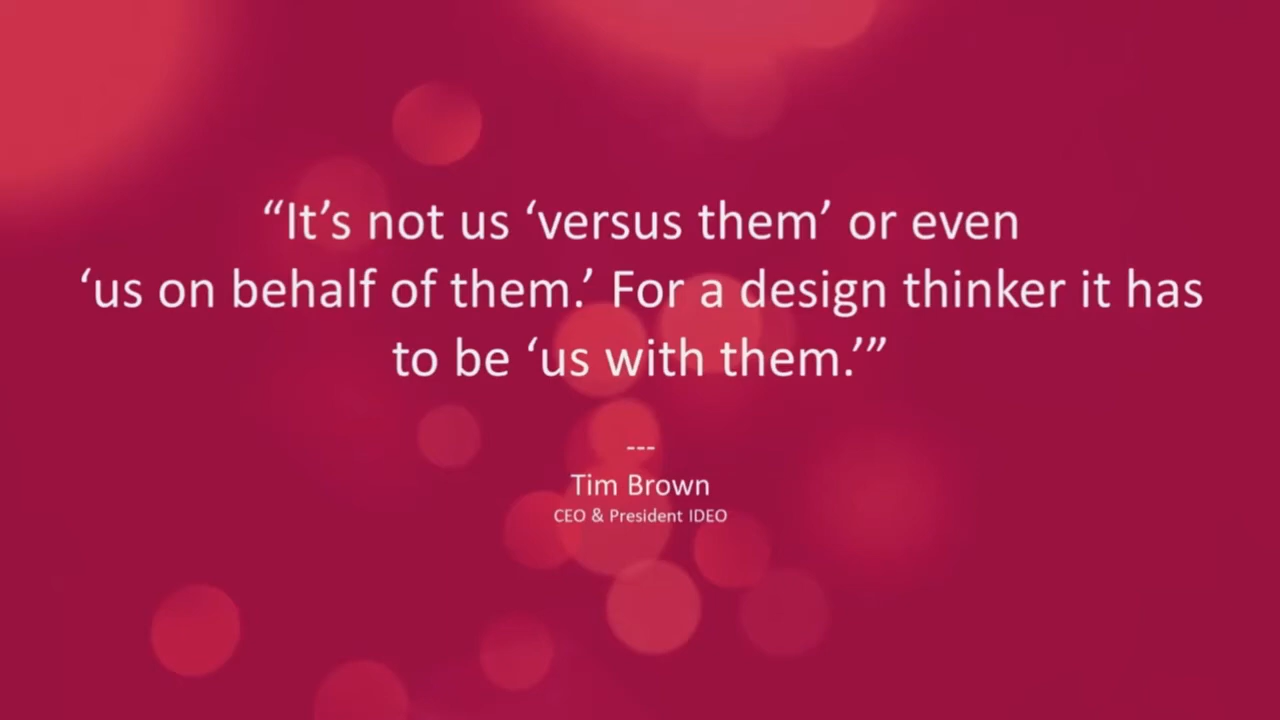 “It’s not us ‘versus them’ or even
‘us on behalf of them.’ For a design thinker it has
to be ‘us with them.’”
---
Tim Brown
CEO & President IDEO